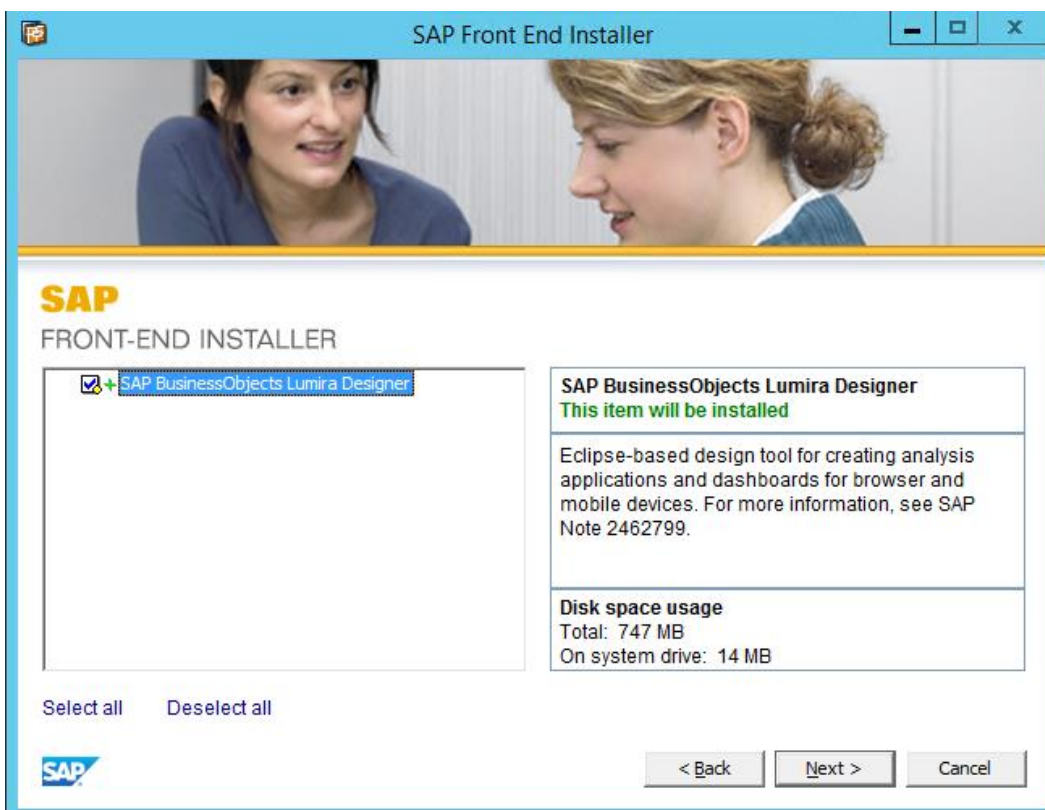 SAP Front End Installer
SAP
FRONT-END INSTALLER
SAP BusinessObjects Lumira Designer
SAP BusinessObjects Lumira Designer
This item will be installed
Eclipse-based design tool for creating analysis
applications and dashboards for browser and
mobile devices. For more information, see SAP
Note 2462799.
Disk space usage
Total: 747 MB
On system drive: 14 MB
Select all Deselect all
SAP
< Back Next > Cancel